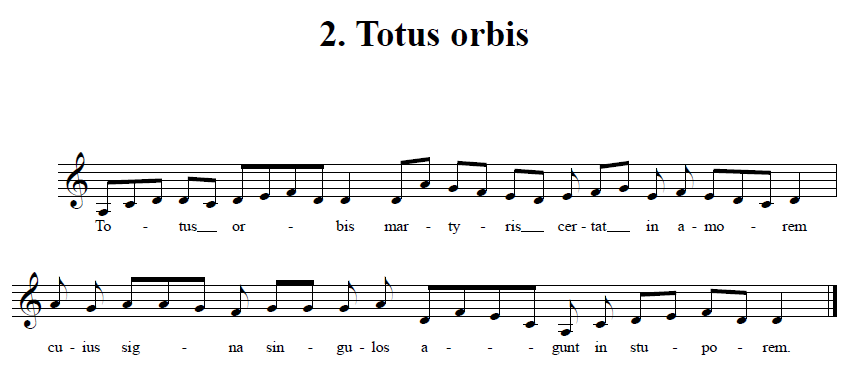 2. Totus orbis
To - tus__ or - bis mar - ty - ris__ cer - tat__ in a - mo - rem
cu - ius sig - na sin - gu - los a - - - gunt in stu - po - rem.